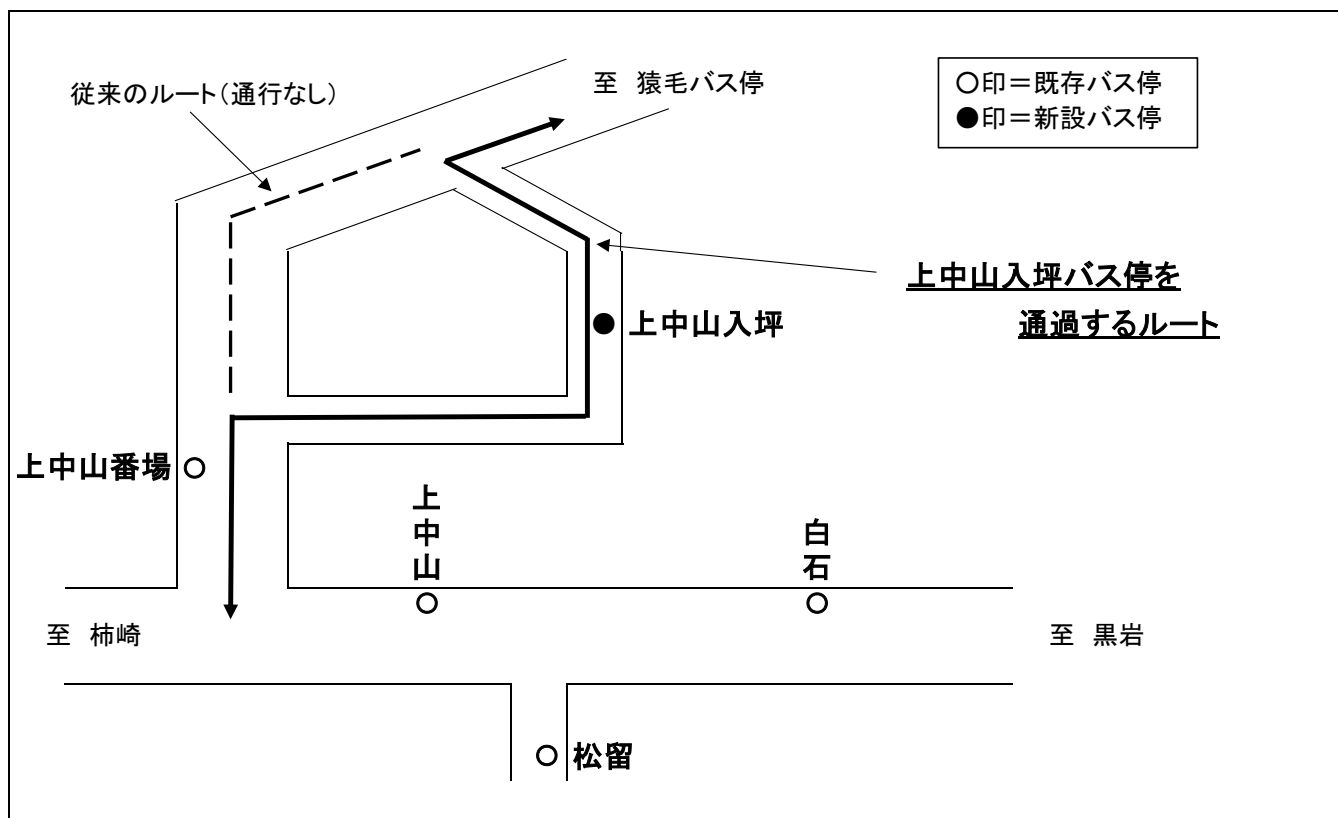 従来のルート(通行なし)
至 猿毛バス停
○印=既存バス停
●印=新設バス停
上中山入坪バス停を
通過するルート
上中山入坪
上中山番場
上中山
白石
至 柿崎
至 黒岩
松留